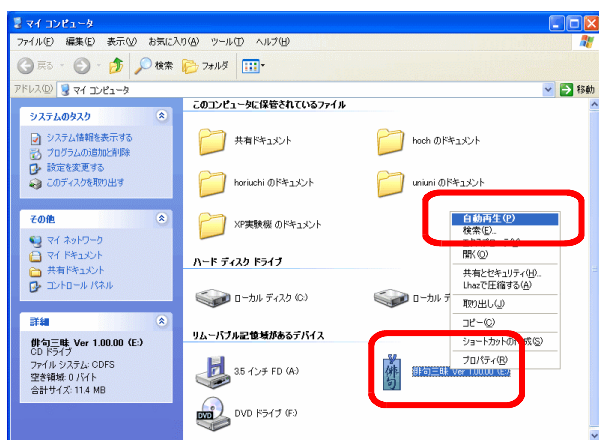 マイ コンピュータ
ファイル(F) 編集(E) 表示(V) お気に入り(A) ツール(T) ヘルプ(H)
戻る 検索 フォルダ
アドレス(D) マイ コンピュータ 移動
システムのタスク
システム情報を表示する
プログラムの追加と削除
設定を変更する
このディスクを取り出す
その他
マイ ネットワーク
マイ ドキュメント
共有ドキュメント
コントロール パネル
詳細
俳句三昧 Ver 1.00.00 (E:)
CD ドライブ
ファイル システム: CDFS
空き領域: 0 バイト
合計サイズ: 11.4 MB
このコンピュータに保管されているファイル
共有ドキュメント hoch のドキュメント
horiuchi のドキュメント uniuni のドキュメント
XP実験機 のドキュメント
ハード ディスク ドライブ
ローカル ディスク (C:) ローカル デ
リムーバブル記憶域があるデバイス
3.5 インチ FD (A:) 俳句 俳句三昧 Ver 1.00.00 (E:)
DVD DVD ドライブ (F:)
自動再生(P)
検索(E)...
開く(O)
共有とセキュリティ(H)...
Lhazで圧縮する(A)
取り出し(J)
コピー(C)
ショートカットの作成(S)
プロパティ(R)